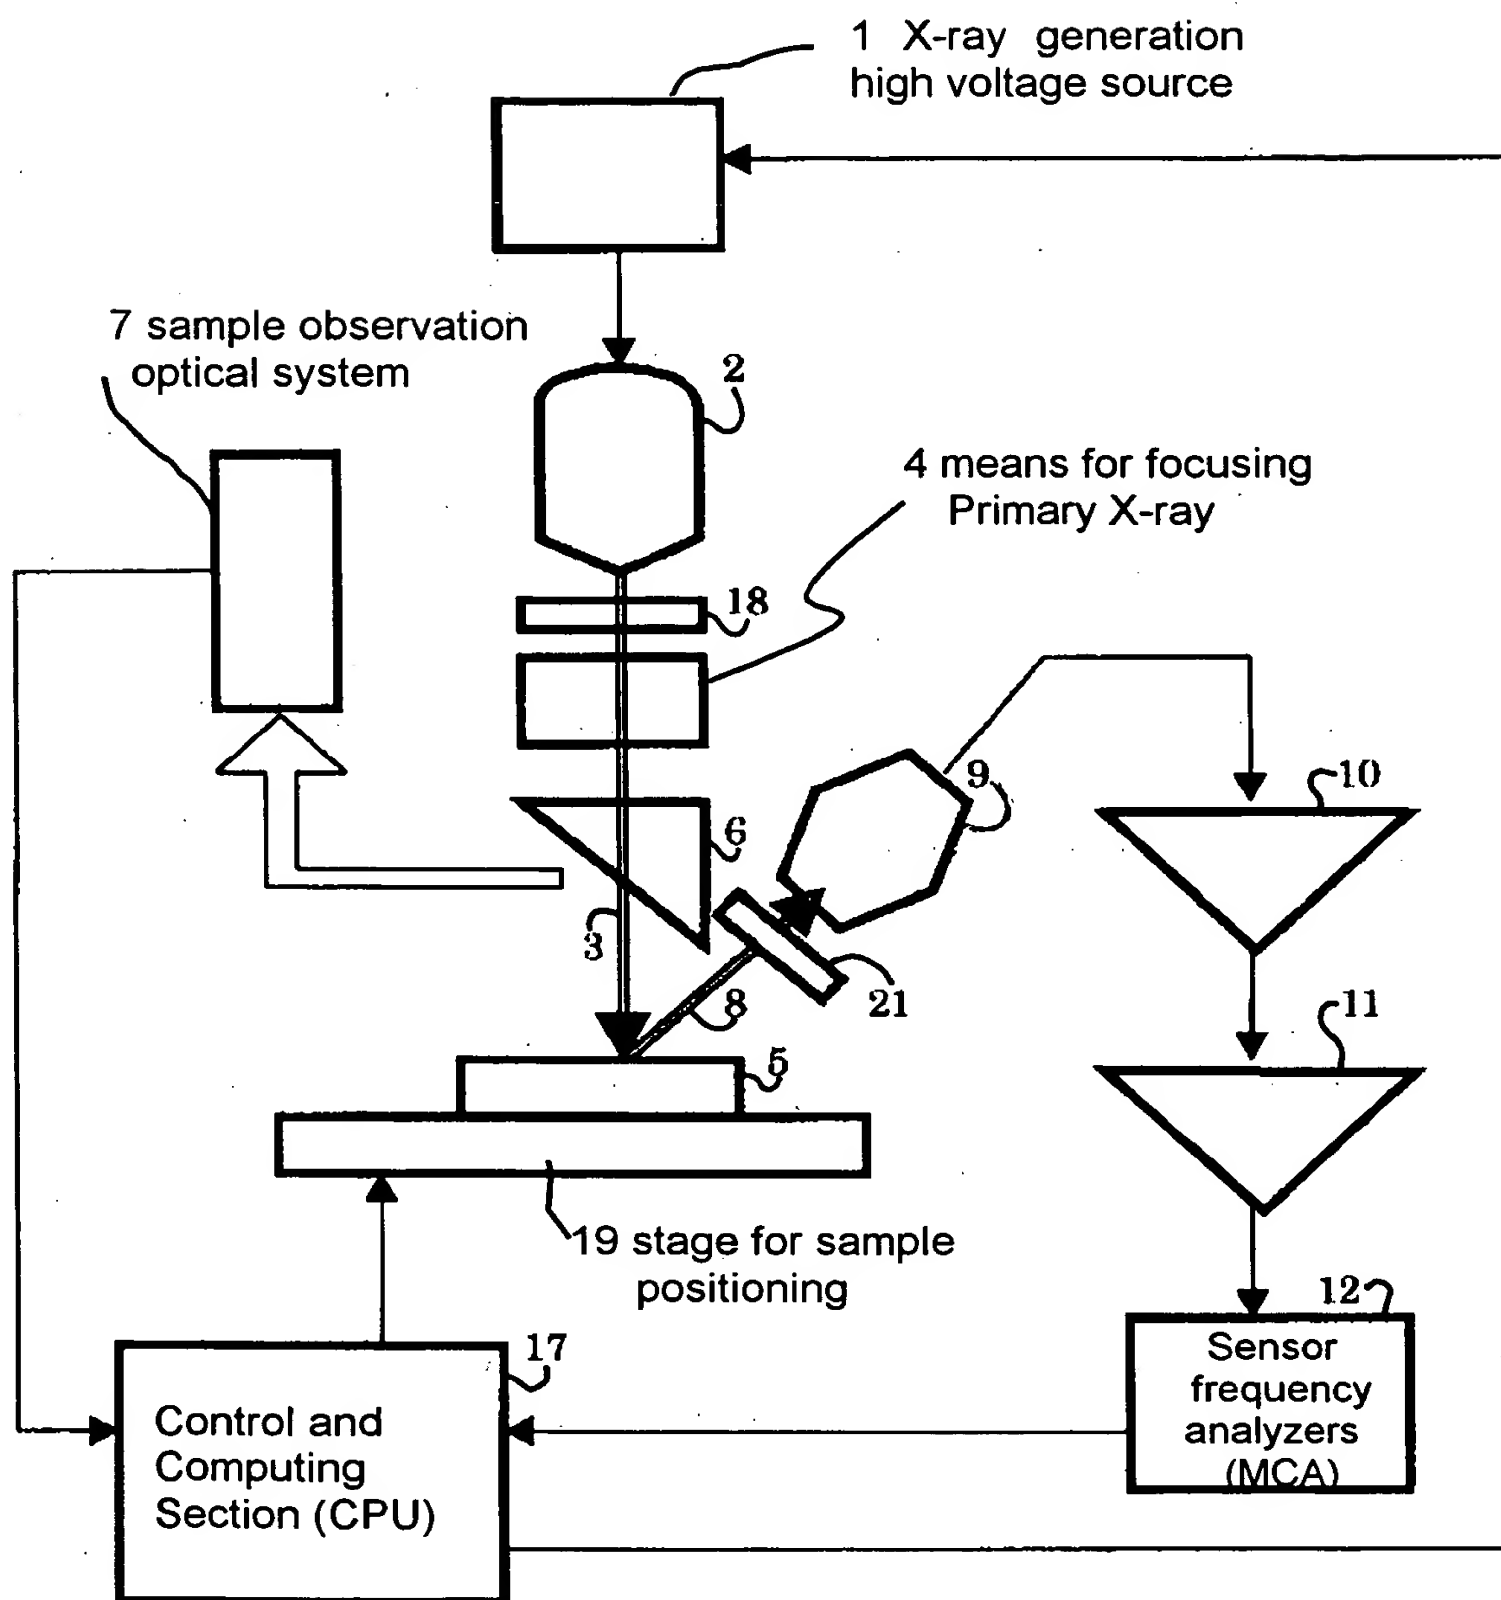 1 X-ray generation
high voltage source
7 sample observation
optical system
2
4 means for focusing
Primary X-ray
18
9
10
6
3
8
21
11
5
19 stage for sample
positioning
12
Sensor
frequency
analyzers
(MCA)
17
Control and
Computing
Section (CPU)